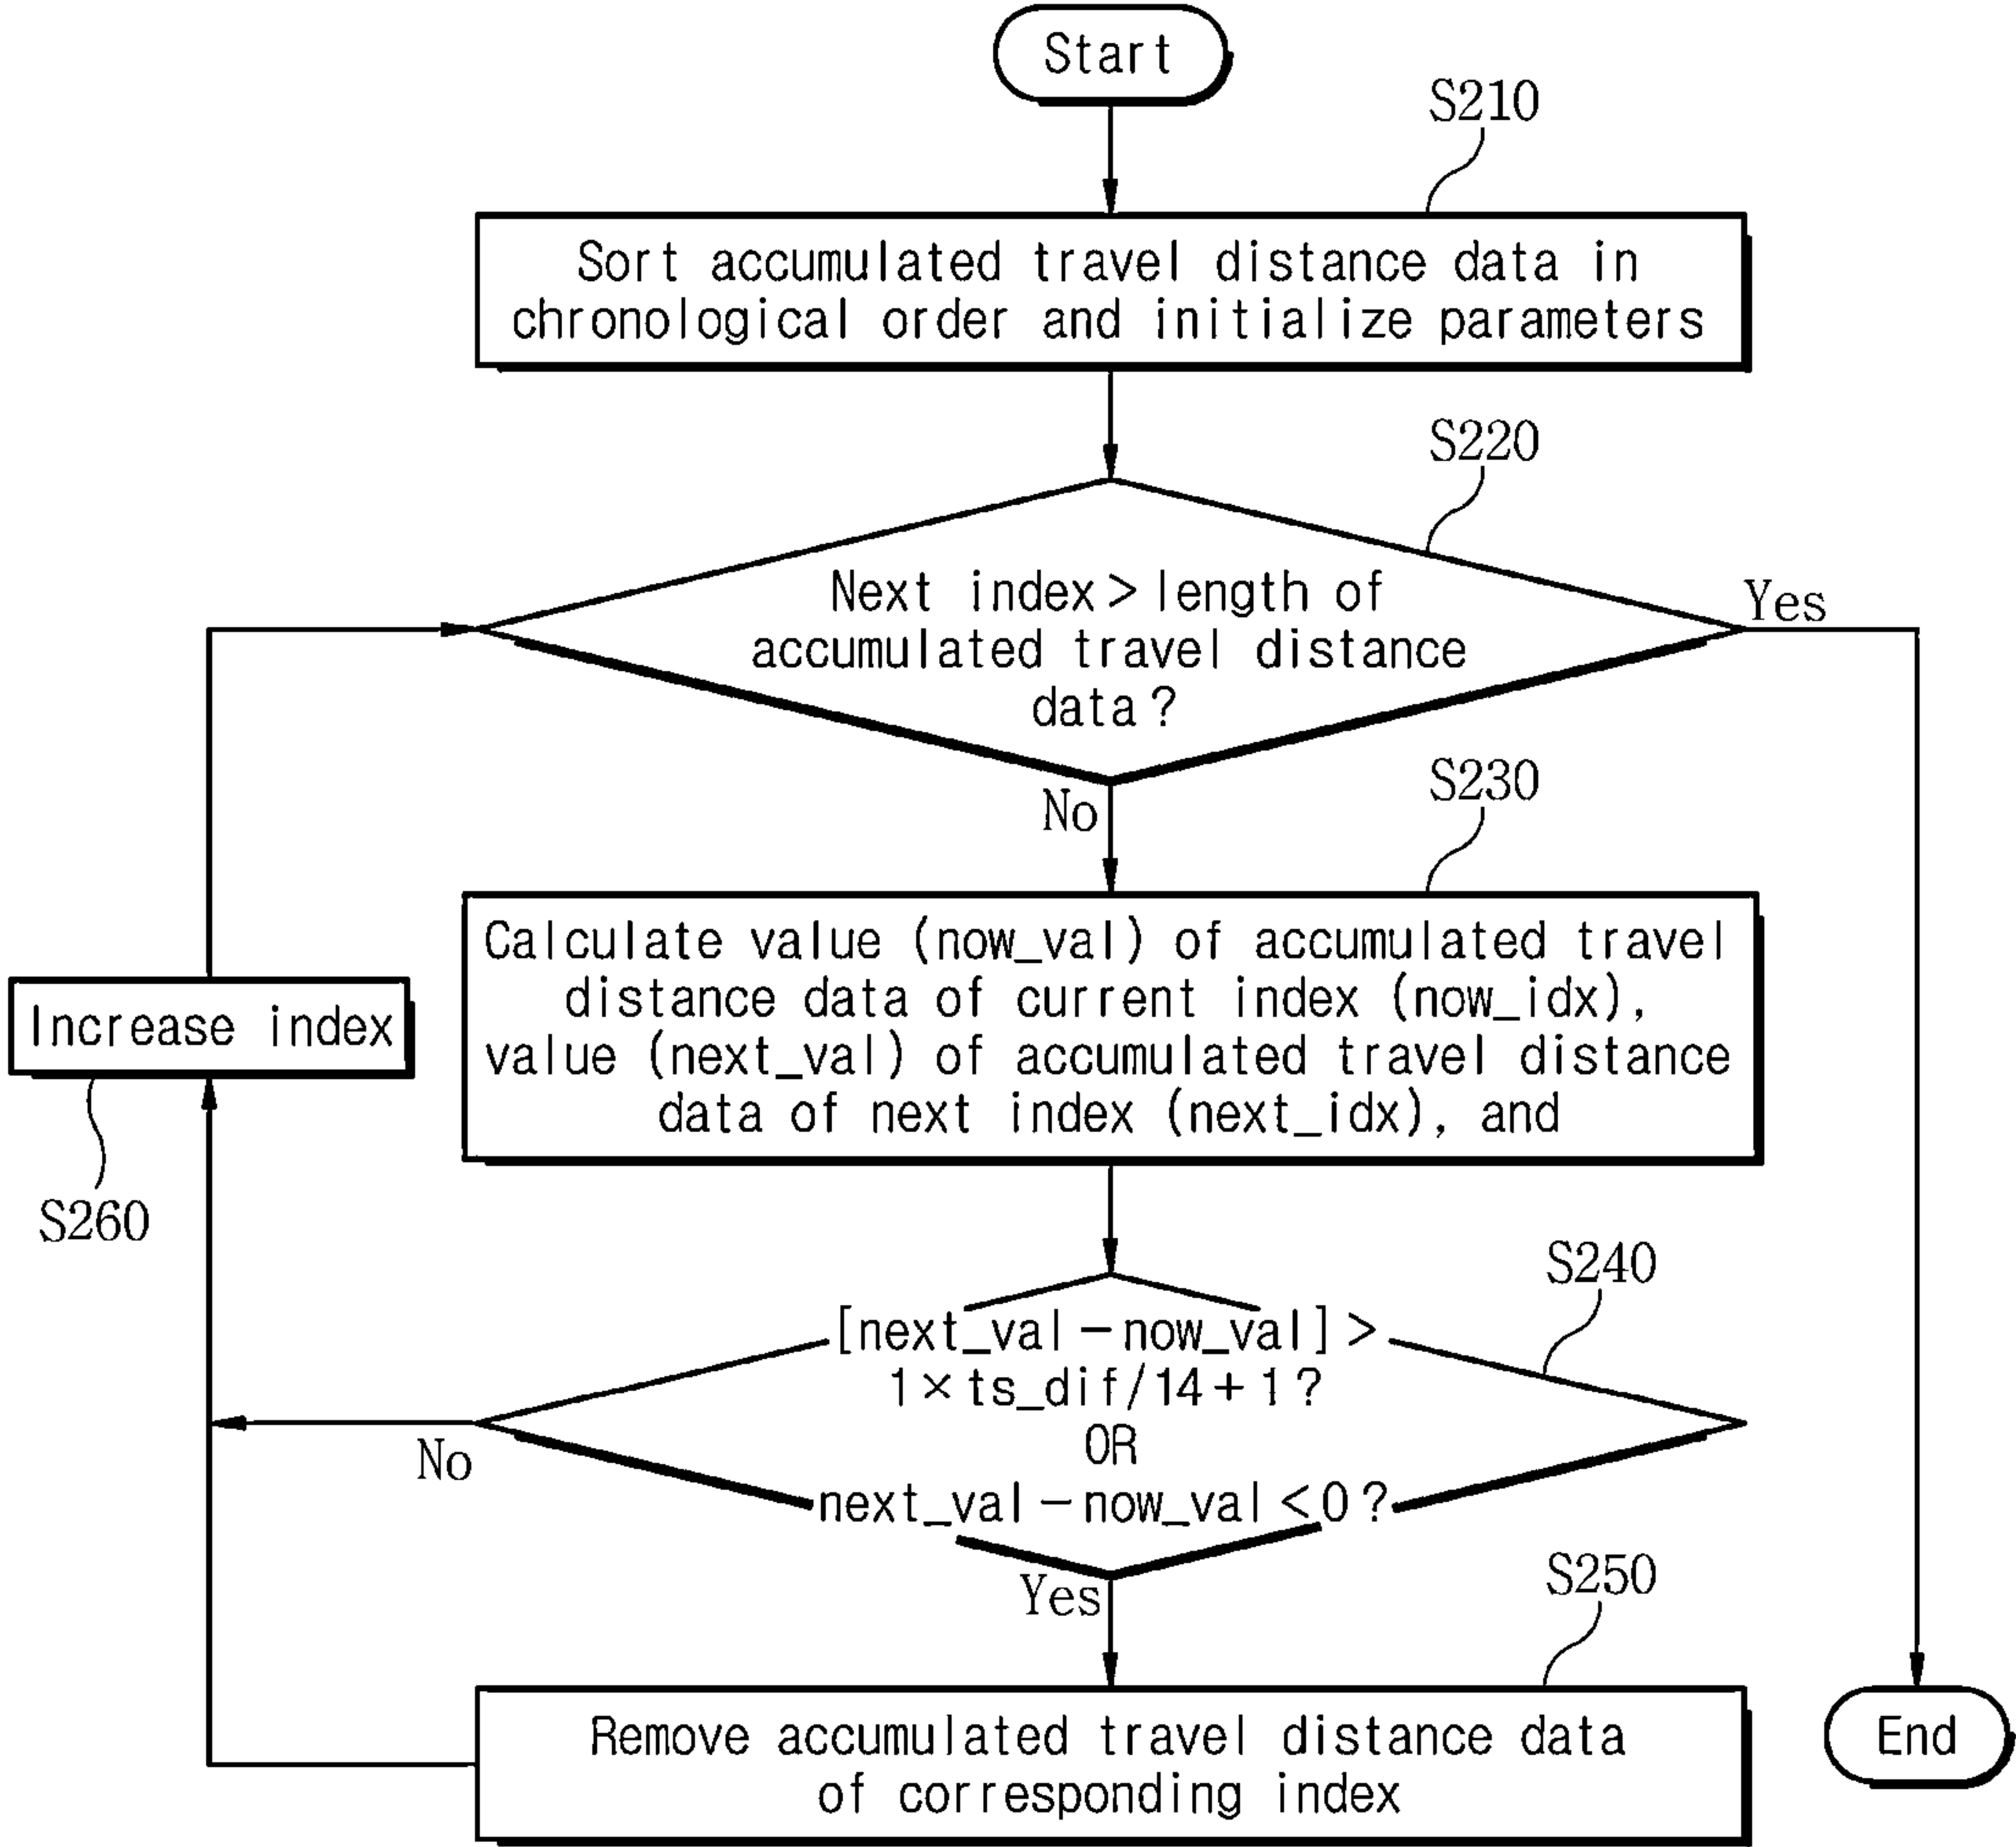 Start
S210
Sort accumulated travel distance data in
chronological order and initialize parameters
S220
Next index>length of
accumulated travel distance
data?
Yes
No
S230
Calculate value (now_val) of accumulated travel
distance data of current index (now_idx),
value (next_val) of accumulated travel distance
data of next index (next_idx), and
Increase index
S260
S240
[next_val-now_val]>
1×ts_dif/14+1?
OR
next_val-now_val<0?
No
Yes
S250
Remove accumulated travel distance data
of corresponding index
End